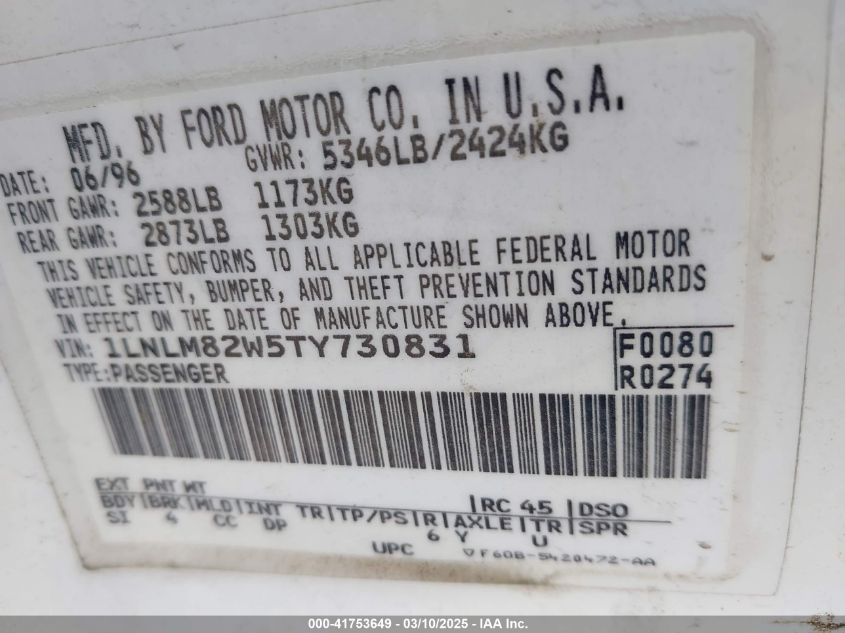 MFD. BY FORD MOTOR CO. IN U.S.A.
DATE: 06/96 GVWR: 5346LB/2424KG
FRONT GAWR: 2588LB 1173KG
REAR GAWR: 2873LB 1303KG
THIS VEHICLE CONFORMS TO ALL APPLICABLE FEDERAL MOTOR
VEHICLE SAFETY, BUMPER, AND THEFT PREVENTION STANDARDS
IN EFFECT ON THE DATE OF MANUFACTURE SHOWN ABOVE.
VIN: 1LNLM82W5TY730831 F0080
TYPE:PASSENGER R0274
EXT PNT WT RC 45 DSO
BDY BRK MLD INT TR TP/PS R AXLE TR SPR
SI 4 CC DP 6 Y U
UPC F60B-5420472-AA
000-41753649 - 03/10/2025 - IAA Inc.